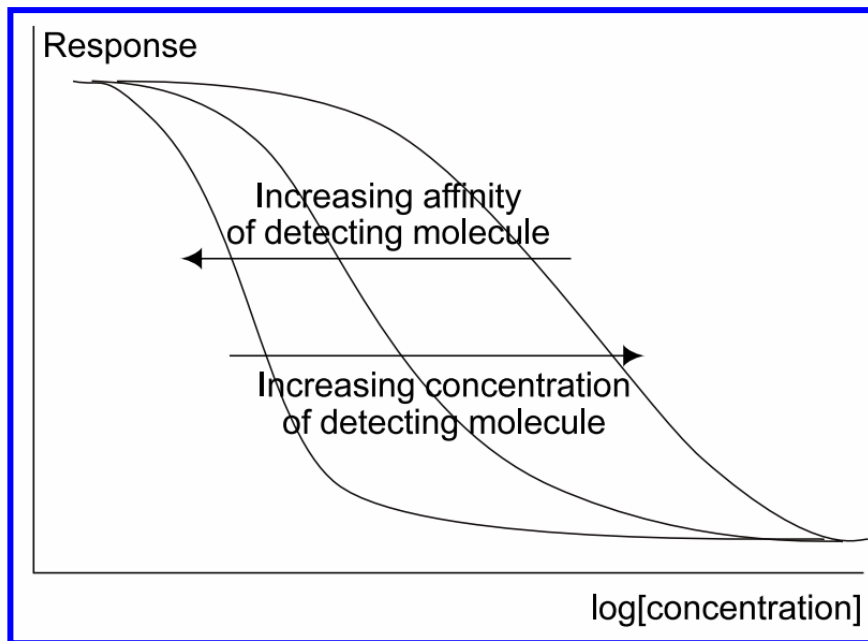 Response
Increasing affinity
of detecting molecule
Increasing concentration
of detecting molecule
log[concentration]